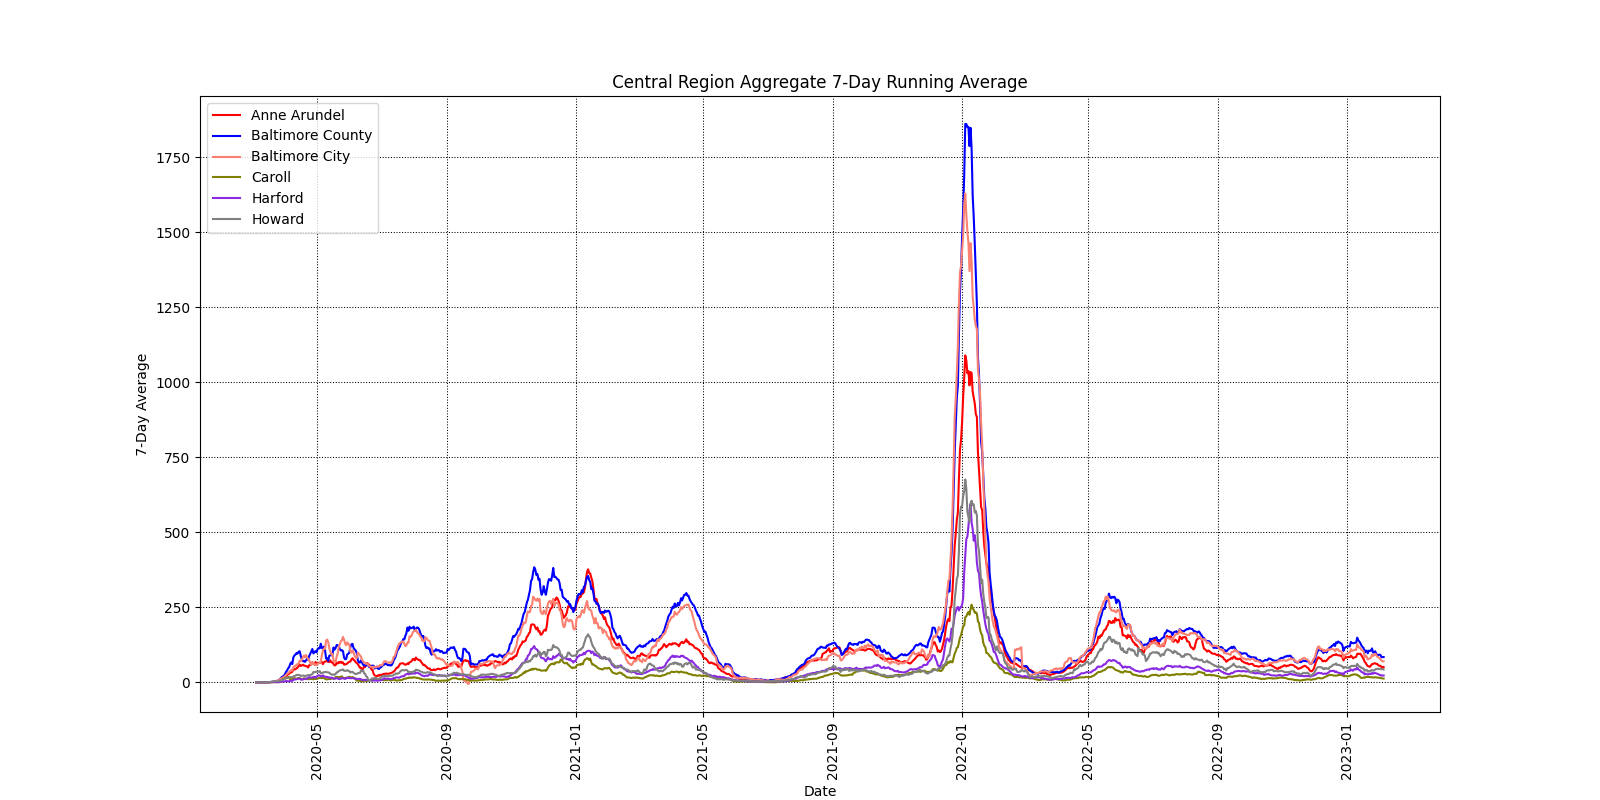 Central Region Aggregate 7-Day Running Average
Anne Arundel
Baltimore County
Baltimore City
Caroll
Harford
Howard
1750
1500
1250
1000
750
500
250
0
7-Day Average
2020-05
2020-09
2021-01
2021-05
2021-09
2022-01
2022-05
2022-09
2023-01
Date